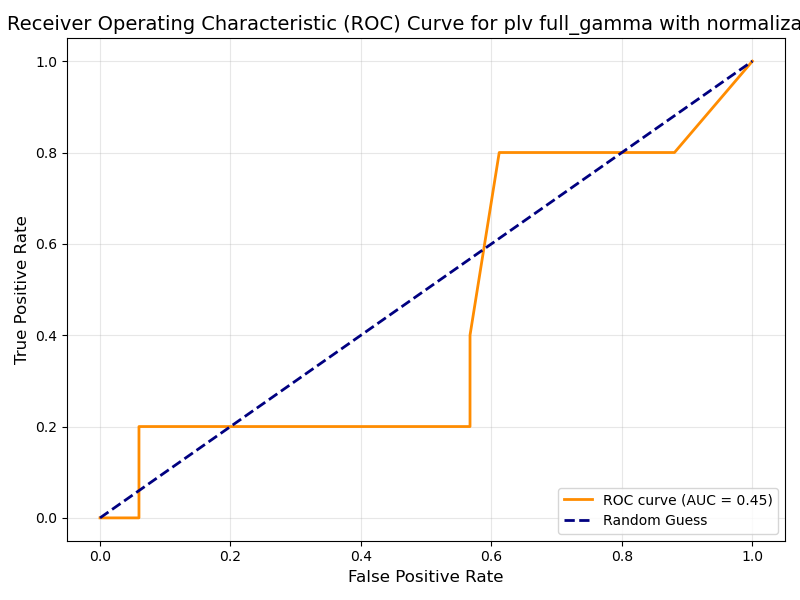 Receiver Operating Characteristic (ROC) Curve for plv full_gamma with normaliza
1.0
0.8
0.6
0.4
0.2
0.0
True Positive Rate
0.0 0.2 0.4 0.6 0.8 1.0
False Positive Rate
ROC curve (AUC = 0.45)
Random Guess